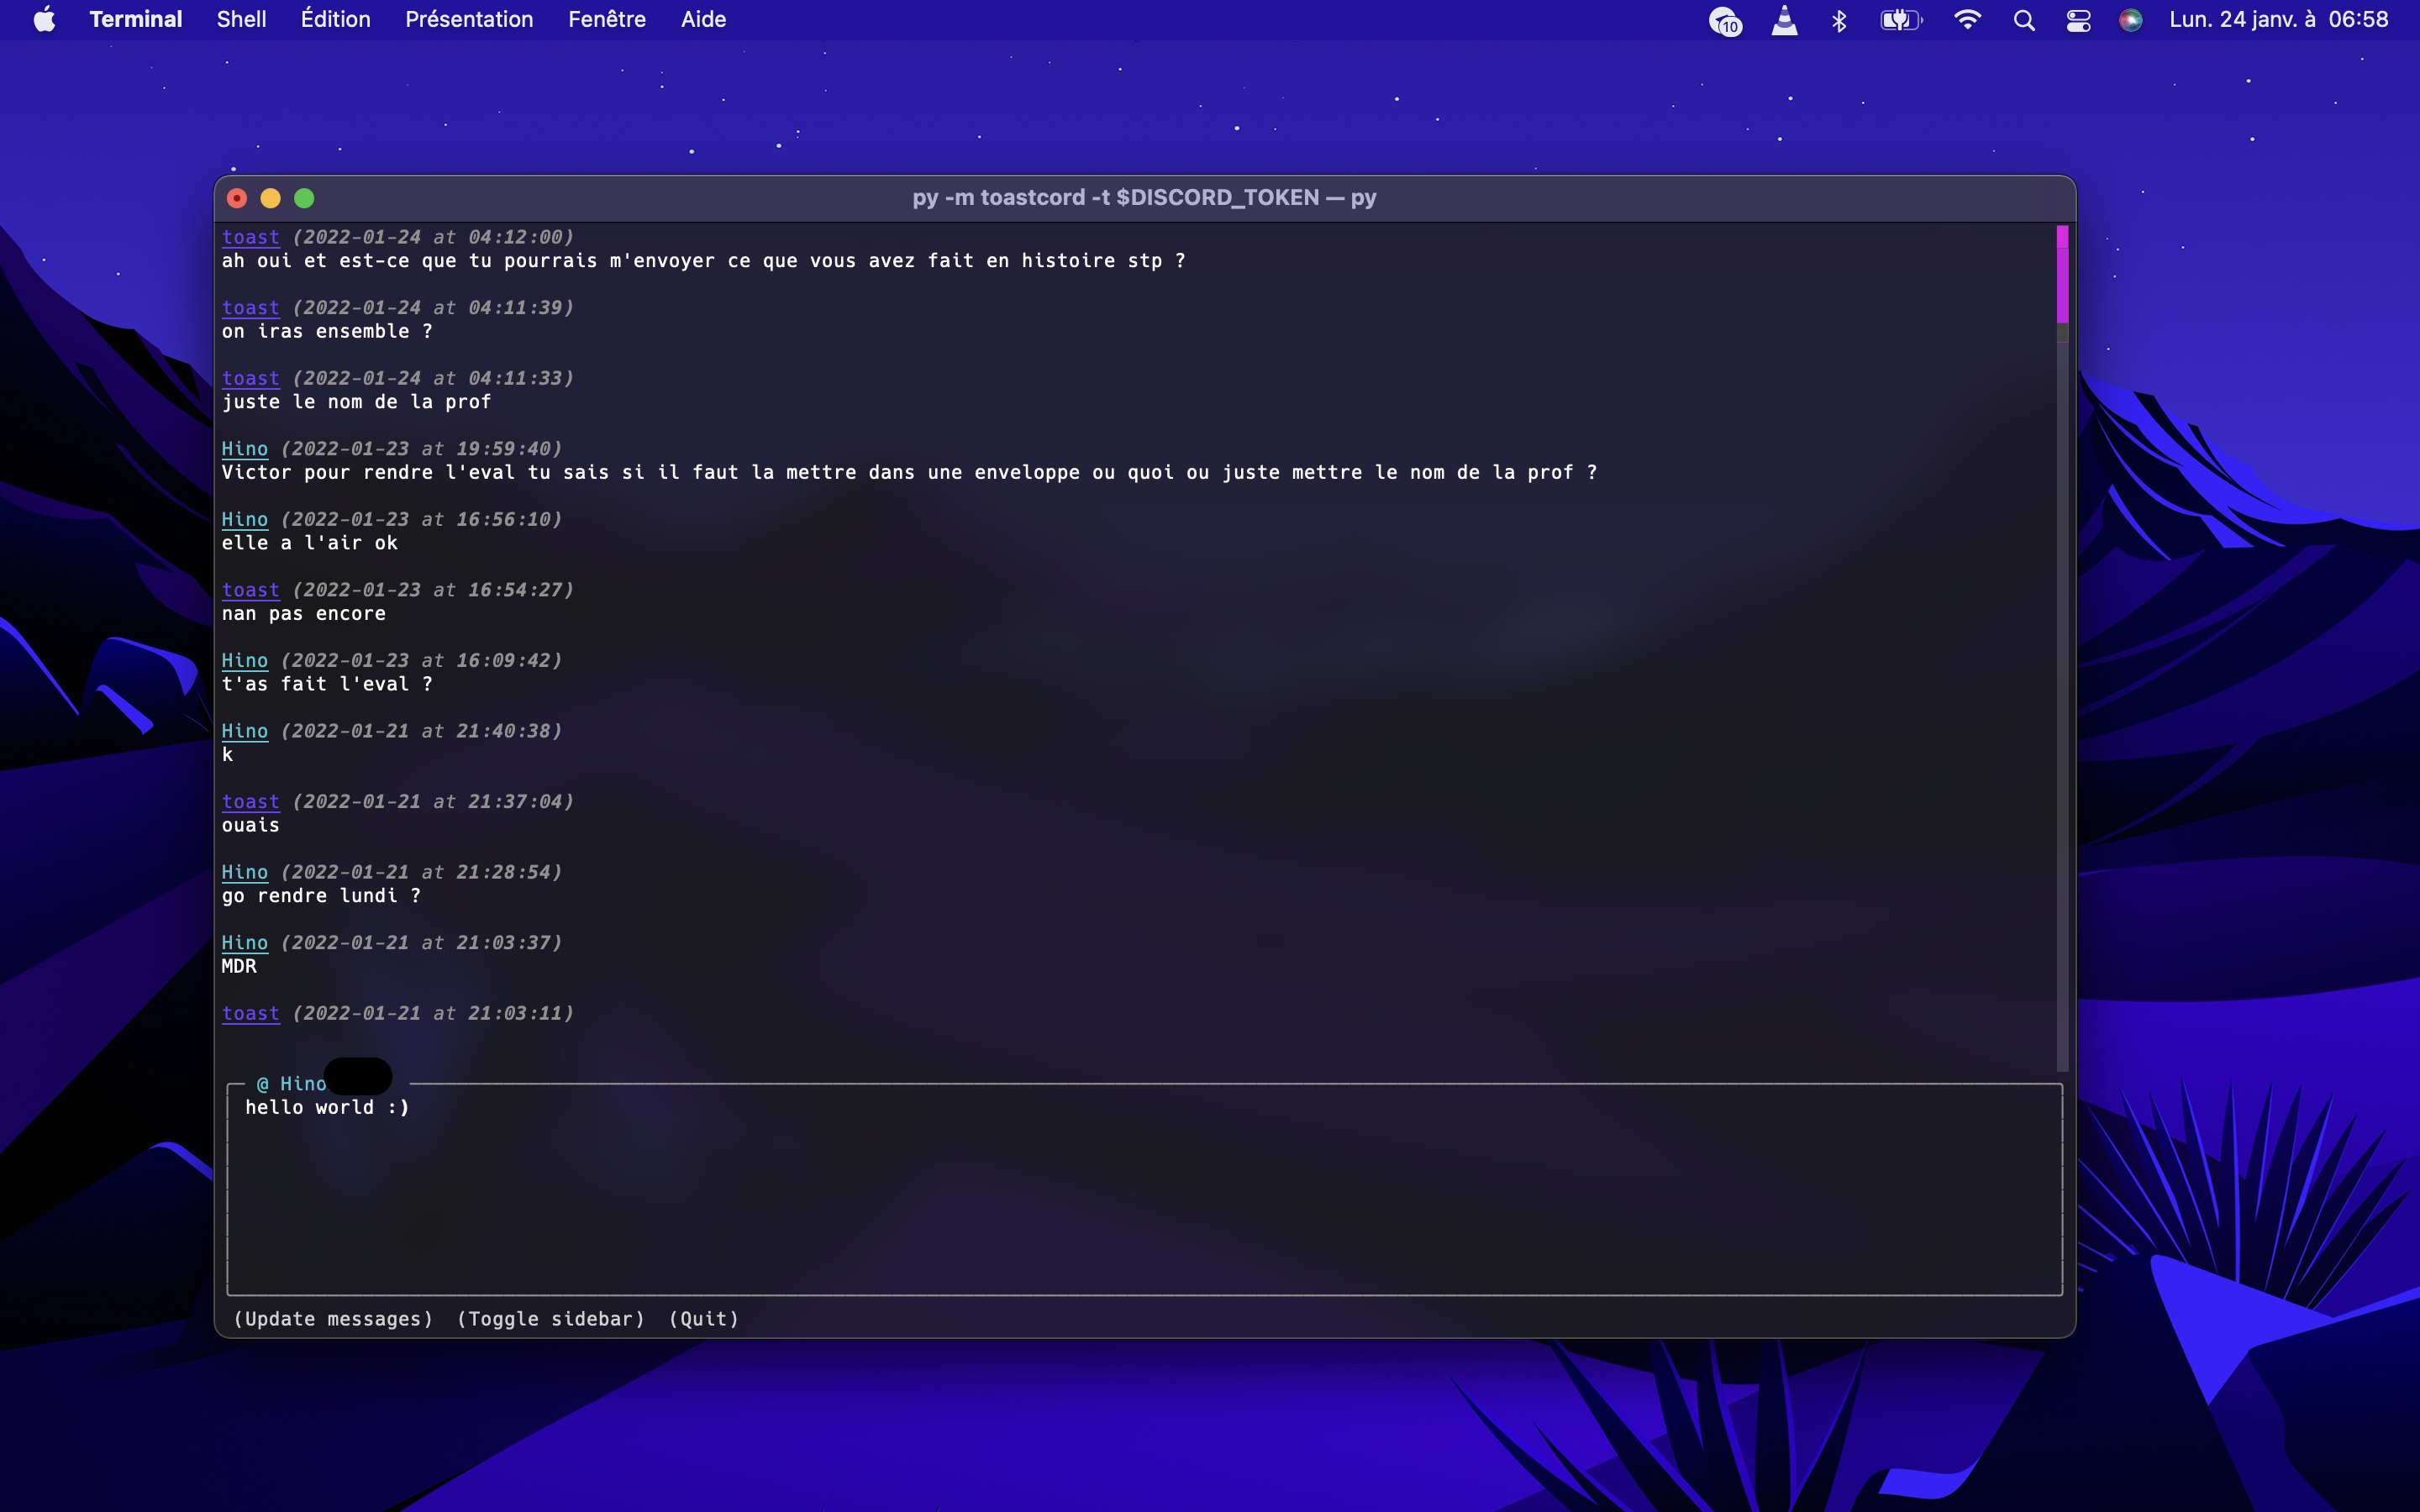 Terminal Shell Édition Présentation Fenêtre Aide 10 Lun. 24 janv. à 06:58
py -m toastcord -t $DISCORD_TOKEN — py
toast (2022-01-24 at 04:12:00)
ah oui et est-ce que tu pourrais m'envoyer ce que vous avez fait en histoire stp ?
toast (2022-01-24 at 04:11:39)
on iras ensemble ?
toast (2022-01-24 at 04:11:33)
juste le nom de la prof
Hino (2022-01-23 at 19:59:40)
Victor pour rendre l'eval tu sais si il faut la mettre dans une enveloppe ou quoi ou juste mettre le nom de la prof ?
Hino (2022-01-23 at 16:56:10)
elle a l'air ok
toast (2022-01-23 at 16:54:27)
nan pas encore
Hino (2022-01-23 at 16:09:42)
t'as fait l'eval ?
Hino (2022-01-21 at 21:40:38)
k
toast (2022-01-21 at 21:37:04)
ouais
Hino (2022-01-21 at 21:28:54)
go rendre lundi ?
Hino (2022-01-21 at 21:03:37)
MDR
toast (2022-01-21 at 21:03:11)
@ Hino
hello world :)
(Update messages) (Toggle sidebar) (Quit)